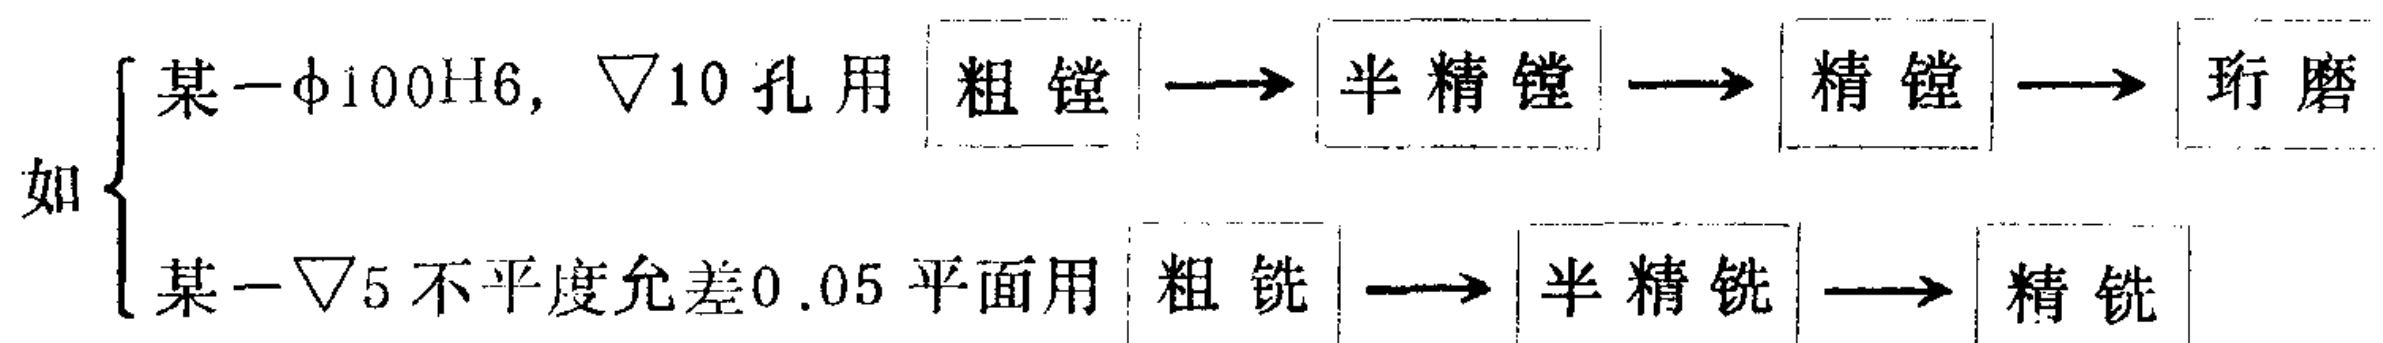 某一ϕ100H6, ▽10 孔 用 粗 镗 → 半 精 镗 → 精 镗 → 珩 磨
如
某一▽5 不平度允差0.05 平面用 粗 铣 → 半 精 铣 → 精 铣